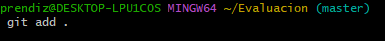 prendiz@DESKTOP-LPU1COS MINGW64 ~/Evaluacion (master)
git add .